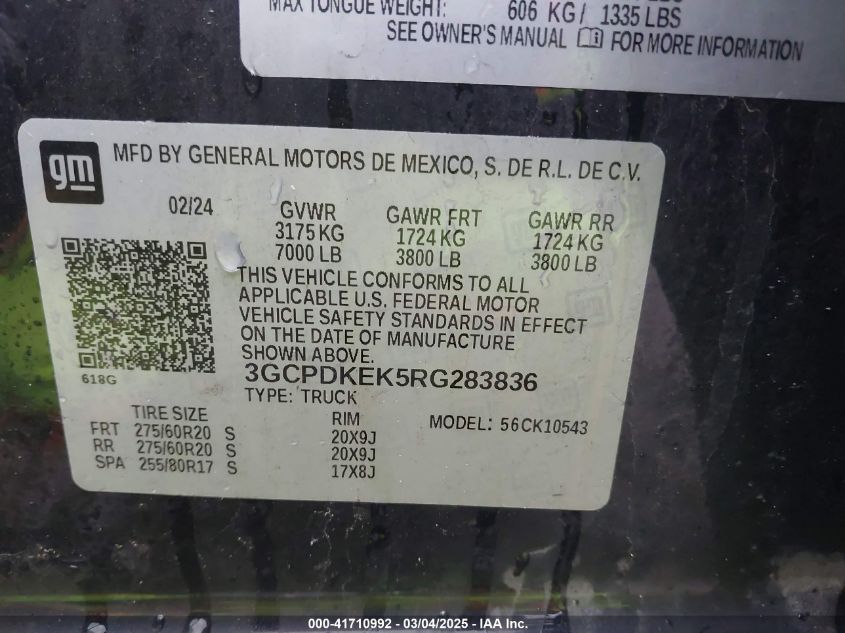 MAX TONGUE WEIGHT: 606 KG / 1335 LBS
SEE OWNER'S MANUAL FOR MORE INFORMATION
gm
MFD BY GENERAL MOTORS DE MEXICO, S. DE R.L. DE C.V.
02/24 GVWR GAWR FRT GAWR RR
3175 KG 1724 KG 1724 KG
7000 LB 3800 LB 3800 LB
THIS VEHICLE CONFORMS TO ALL
APPLICABLE U.S. FEDERAL MOTOR
VEHICLE SAFETY STANDARDS IN EFFECT
ON THE DATE OF MANUFACTURE
SHOWN ABOVE.
618G
3GCPDKEK5RG283836
TYPE: TRUCK
TIRE SIZE RIM MODEL: 56CK10543
FRT 275/60R20 S 20X9J
RR 275/60R20 S 20X9J
SPA 255/80R17 S 17X8J
000-41710992 - 03/04/2025 - IAAI.com